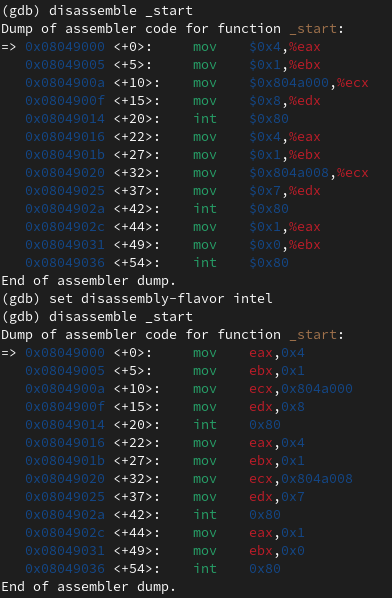 (gdb) disassemble _start
Dump of assembler code for function _start:
=> 0x08049000 <+0>:     mov    $0x4,%eax
   0x08049005 <+5>:     mov    $0x1,%ebx
   0x0804900a <+10>:    mov    $0x804a000,%ecx
   0x0804900f <+15>:    mov    $0x8,%edx
   0x08049014 <+20>:    int    $0x80
   0x08049016 <+22>:    mov    $0x4,%eax
   0x0804901b <+27>:    mov    $0x1,%ebx
   0x08049020 <+32>:    mov    $0x804a008,%ecx
   0x08049025 <+37>:    mov    $0x7,%edx
   0x0804902a <+42>:    int    $0x80
   0x0804902c <+44>:    mov    $0x1,%eax
   0x08049031 <+49>:    mov    $0x0,%ebx
   0x08049036 <+54>:    int    $0x80
End of assembler dump.
(gdb) set disassembly-flavor intel
(gdb) disassemble _start
Dump of assembler code for function _start:
=> 0x08049000 <+0>:     mov    eax,0x4
   0x08049005 <+5>:     mov    ebx,0x1
   0x0804900a <+10>:    mov    ecx,0x804a000
   0x0804900f <+15>:    mov    edx,0x8
   0x08049014 <+20>:    int    0x80
   0x08049016 <+22>:    mov    eax,0x4
   0x0804901b <+27>:    mov    ebx,0x1
   0x08049020 <+32>:    mov    ecx,0x804a008
   0x08049025 <+37>:    mov    edx,0x7
   0x0804902a <+42>:    int    0x80
   0x0804902c <+44>:    mov    eax,0x1
   0x08049031 <+49>:    mov    ebx,0x0
   0x08049036 <+54>:    int    0x80
End of assembler dump.